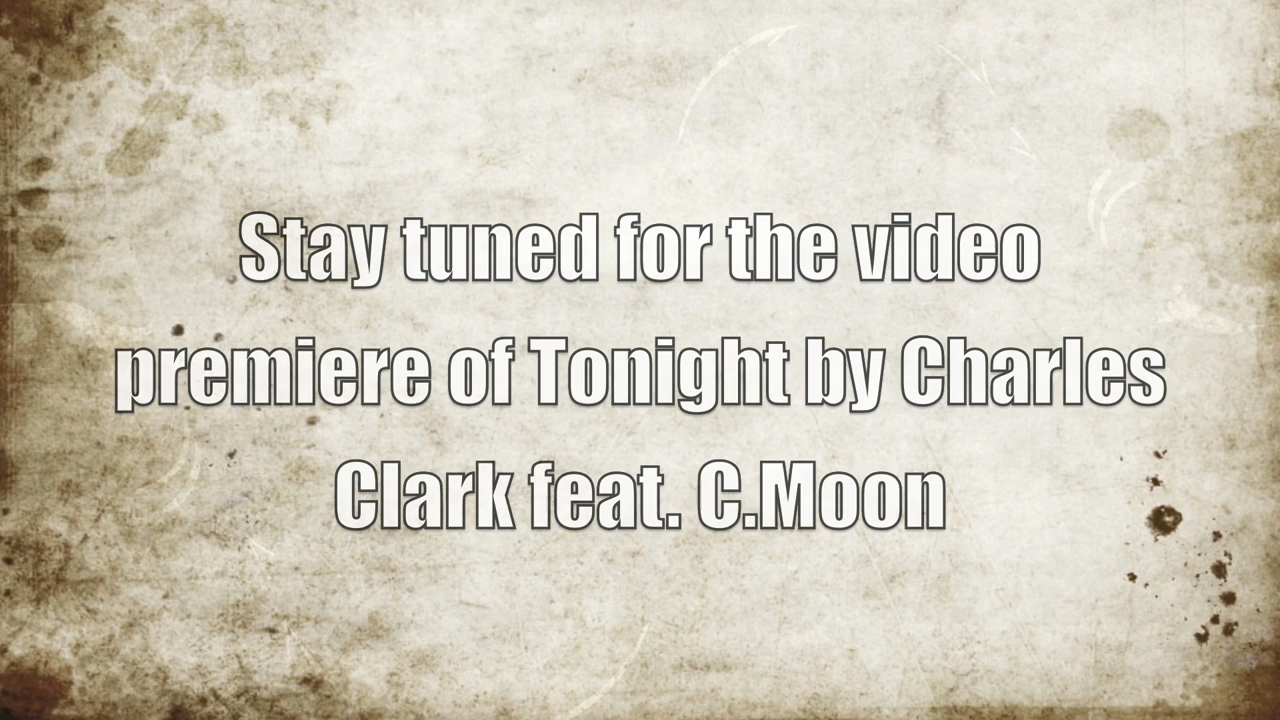 Stay tuned for the video
premiere of Tonight by Charles
Clark feat. C.Moon